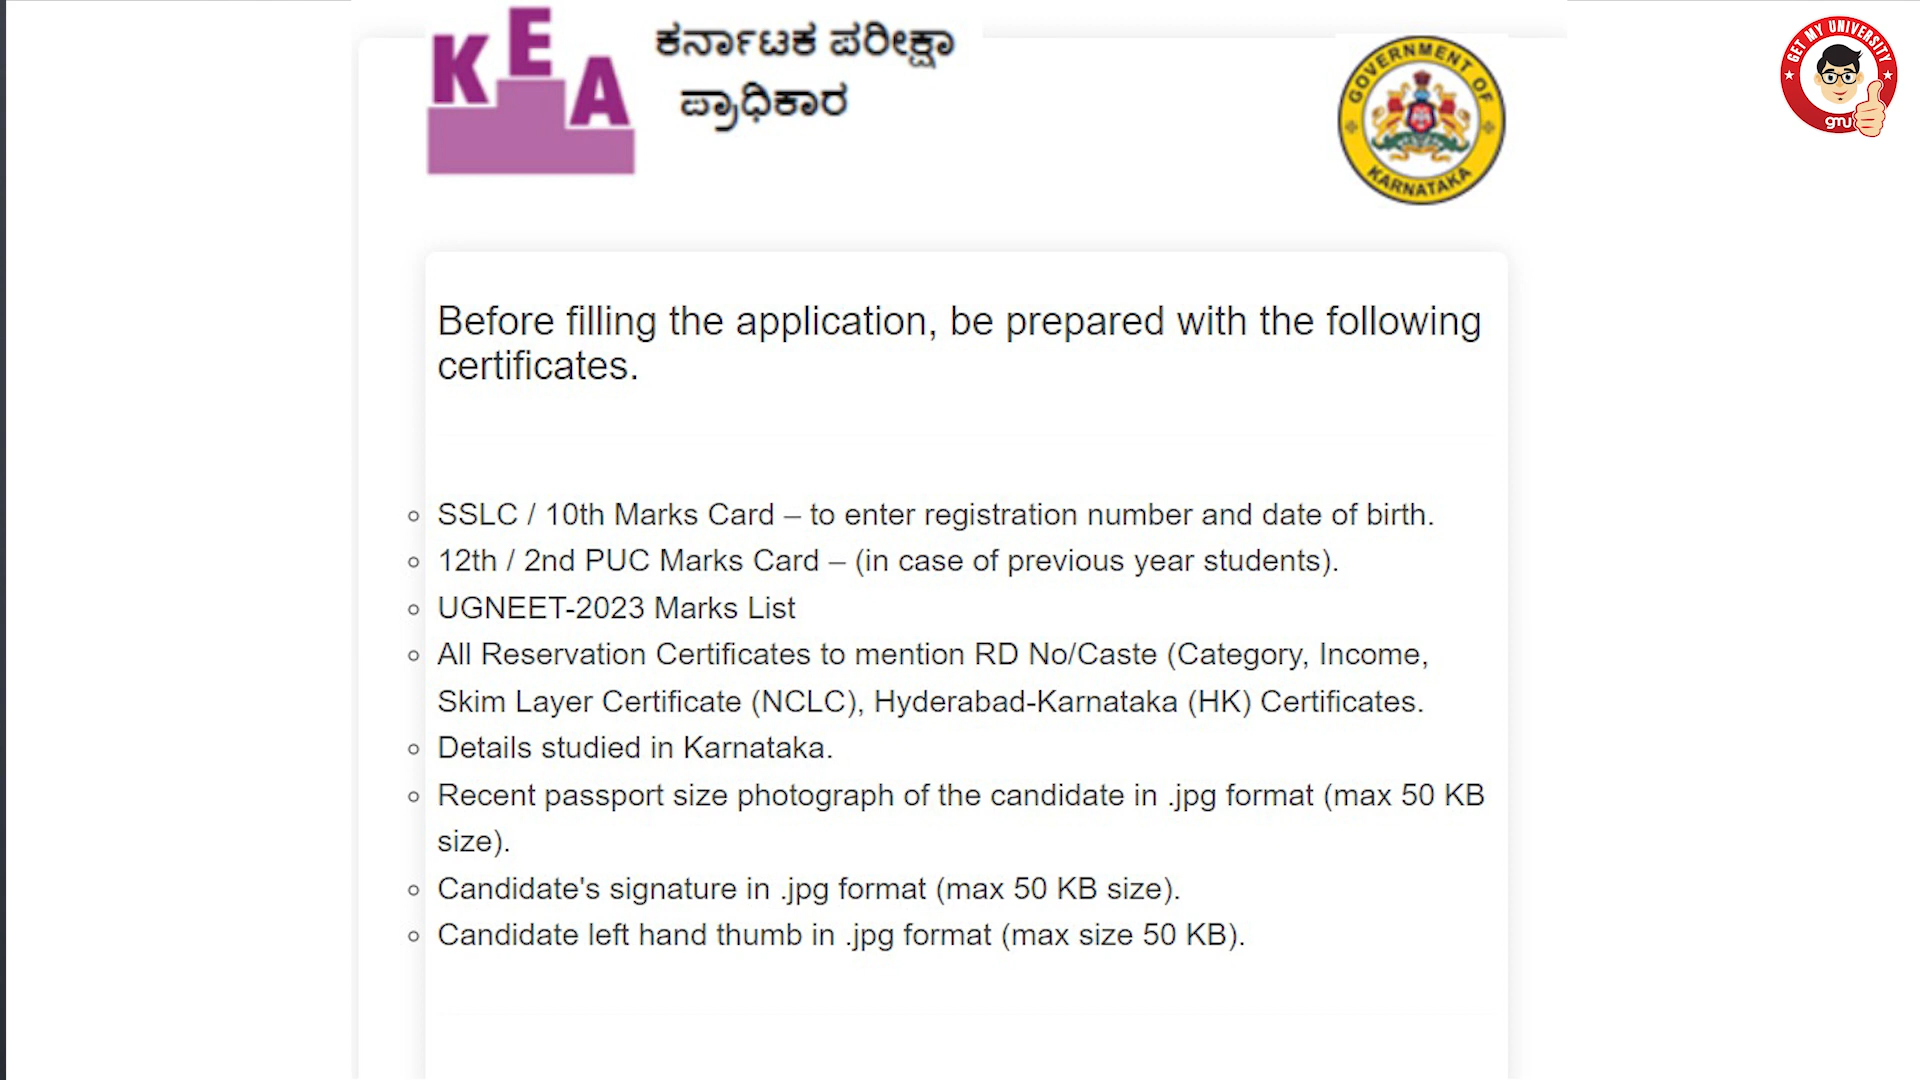 KEA
ಕರ್ನಾಟಕ ಪರೀಕ್ಷಾ
ಪ್ರಾಧಿಕಾರ
GOVERNMENT OF
KARNATAKA
GET MY UNIVERSITY
gmu
Before filling the application, be prepared with the following
certificates.
SSLC / 10th Marks Card – to enter registration number and date of birth.
12th / 2nd PUC Marks Card – (in case of previous year students).
UGNEET-2023 Marks List
All Reservation Certificates to mention RD No/Caste (Category, Income,
Skim Layer Certificate (NCLC), Hyderabad-Karnataka (HK) Certificates.
Details studied in Karnataka.
Recent passport size photograph of the candidate in .jpg format (max 50 KB
size).
Candidate's signature in .jpg format (max 50 KB size).
Candidate left hand thumb in .jpg format (max size 50 KB).